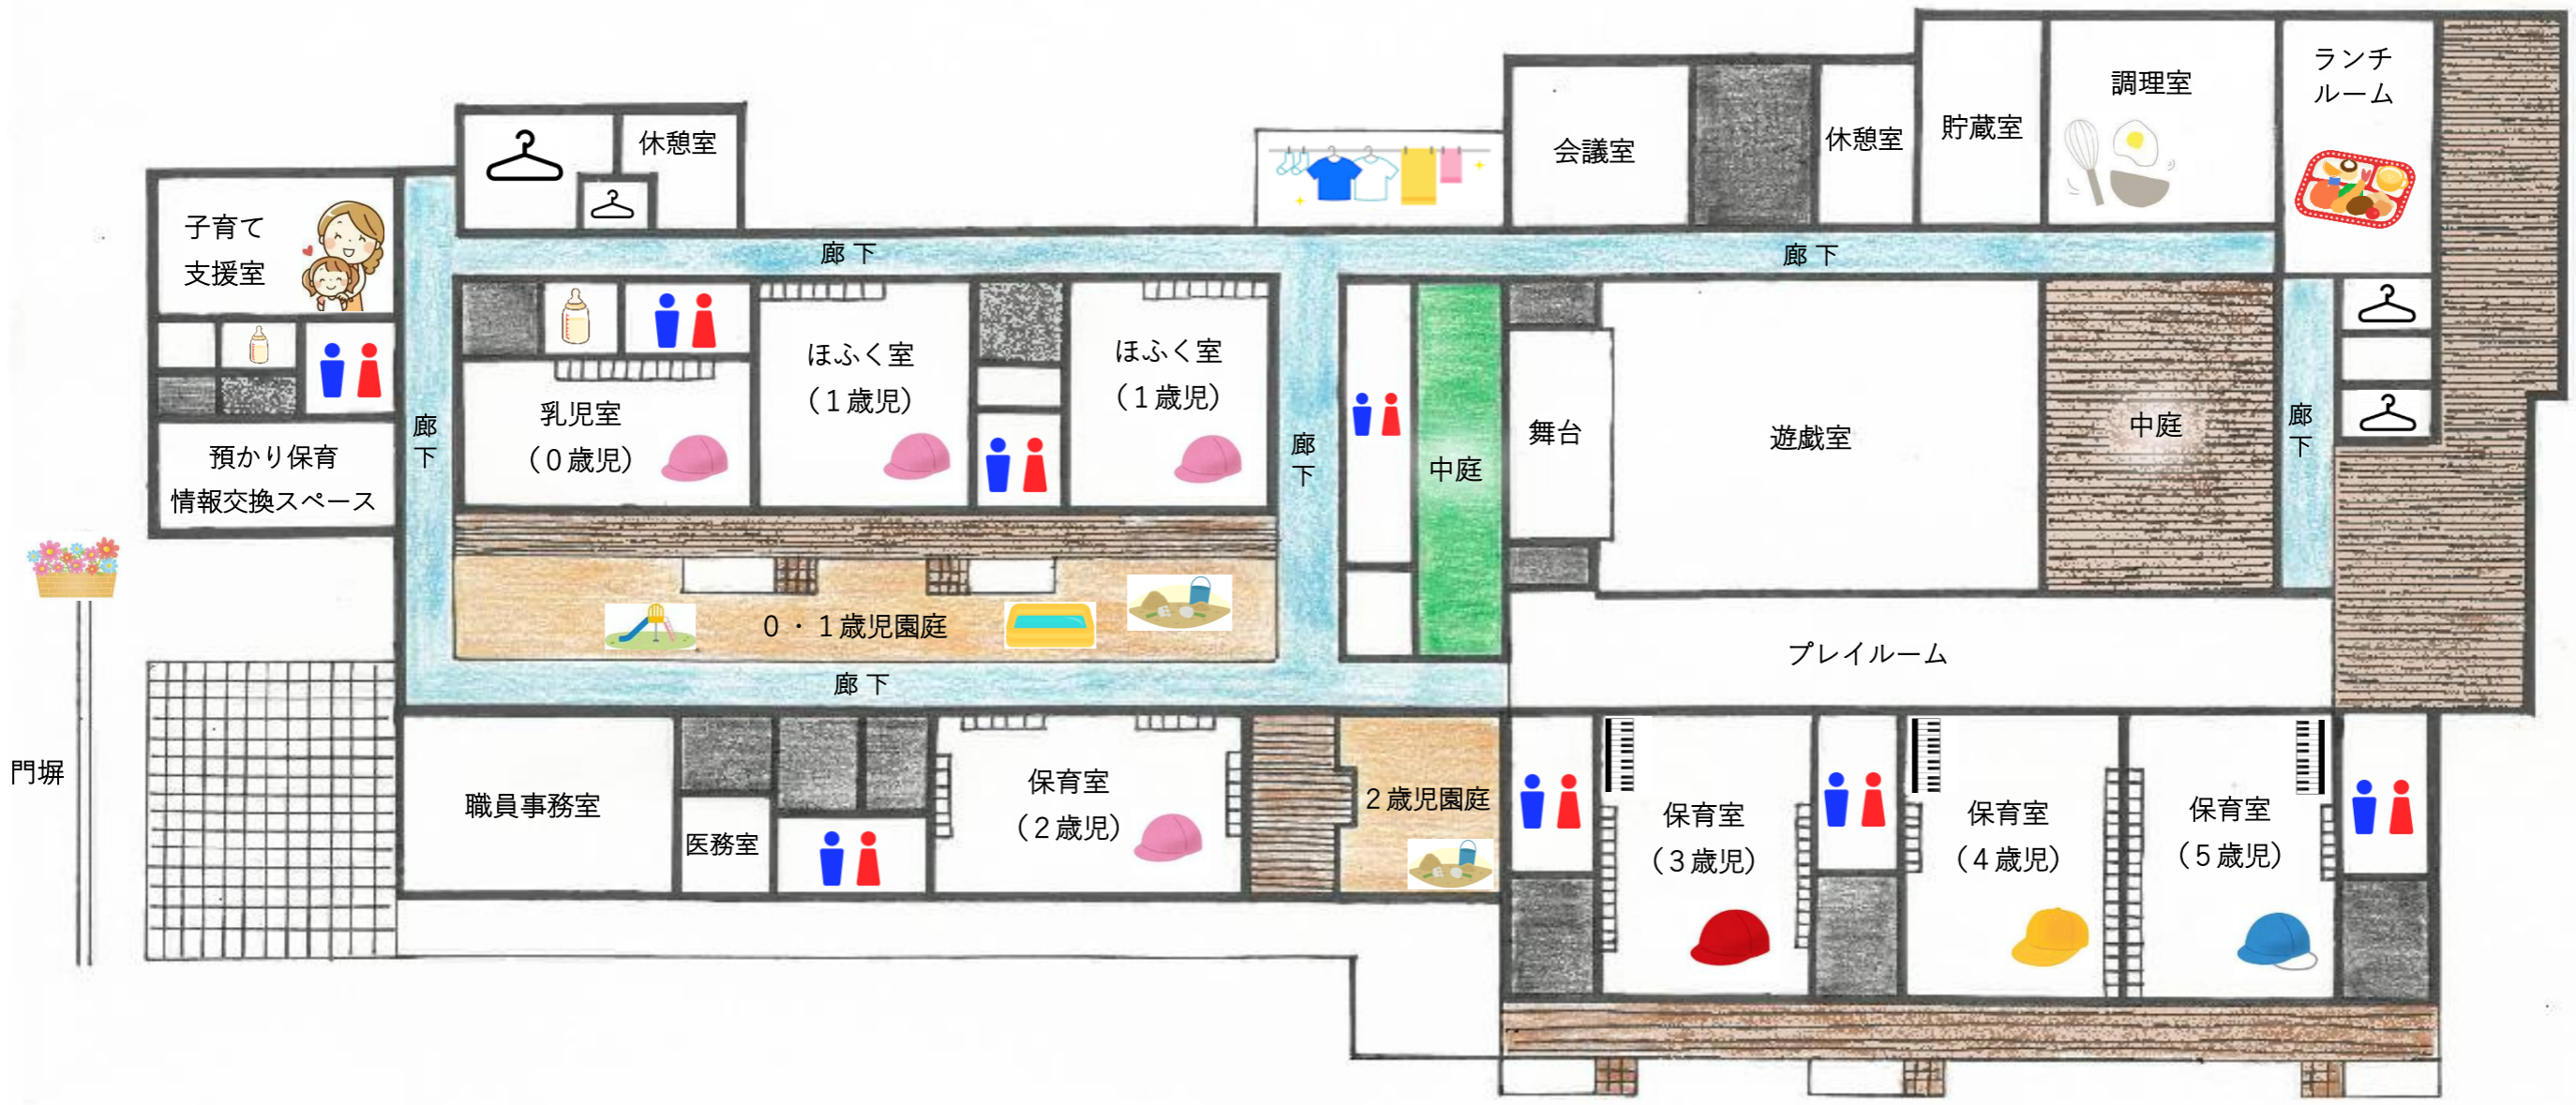 ランチ
ルーム
調理室
貯蔵室
休憩室
会議室
休憩室
子育て
支援室
廊下
廊下
ほふく室
（１歳児）
ほふく室
（１歳児）
乳児室
（０歳児）
廊下
廊下
中庭
舞台
遊戯室
中庭
廊下
預かり保育
情報交換スペース
０・１歳児園庭
プレイルーム
廊下
門塀
職員事務室
医務室
保育室
（２歳児）
２歳児園庭
保育室
（３歳児）
保育室
（４歳児）
保育室
（５歳児）